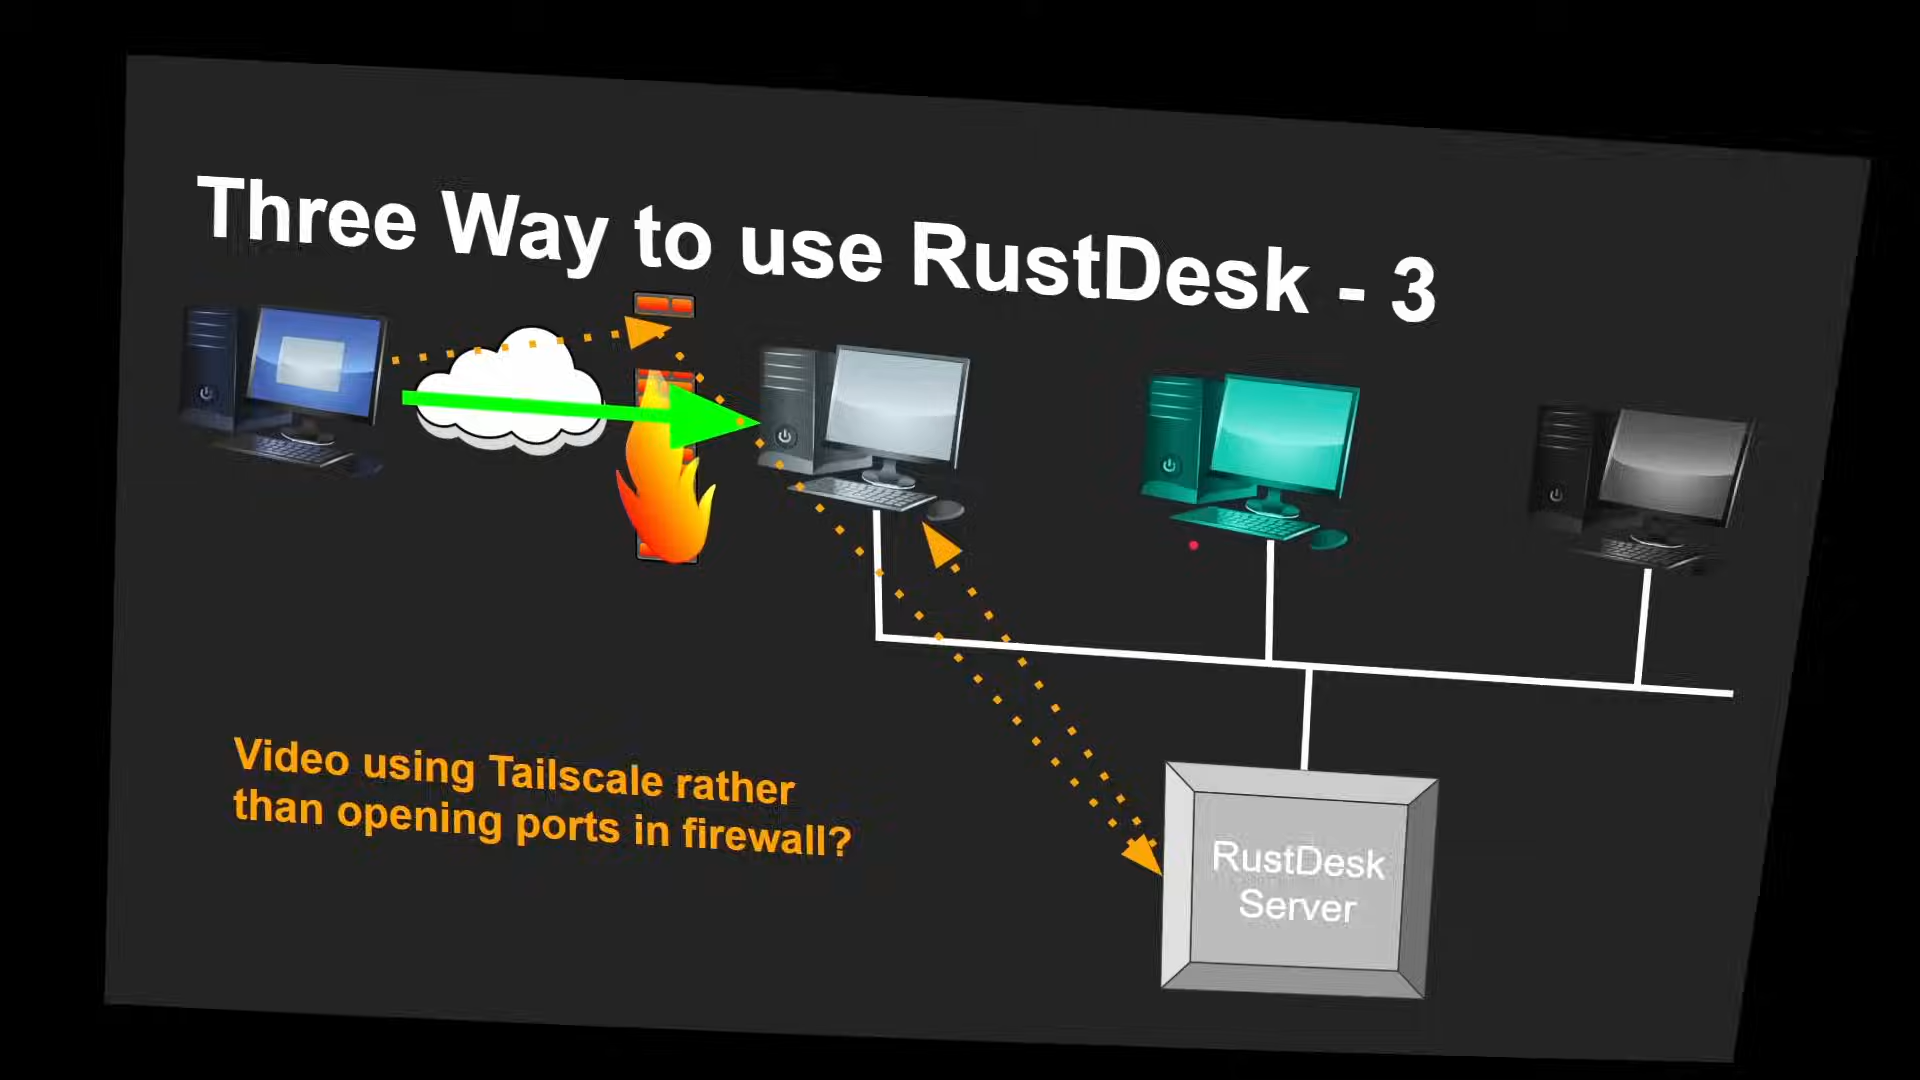 Three Way to use RustDesk - 3
Video using Tailscale rather
than opening ports in firewall?
RustDesk
Server